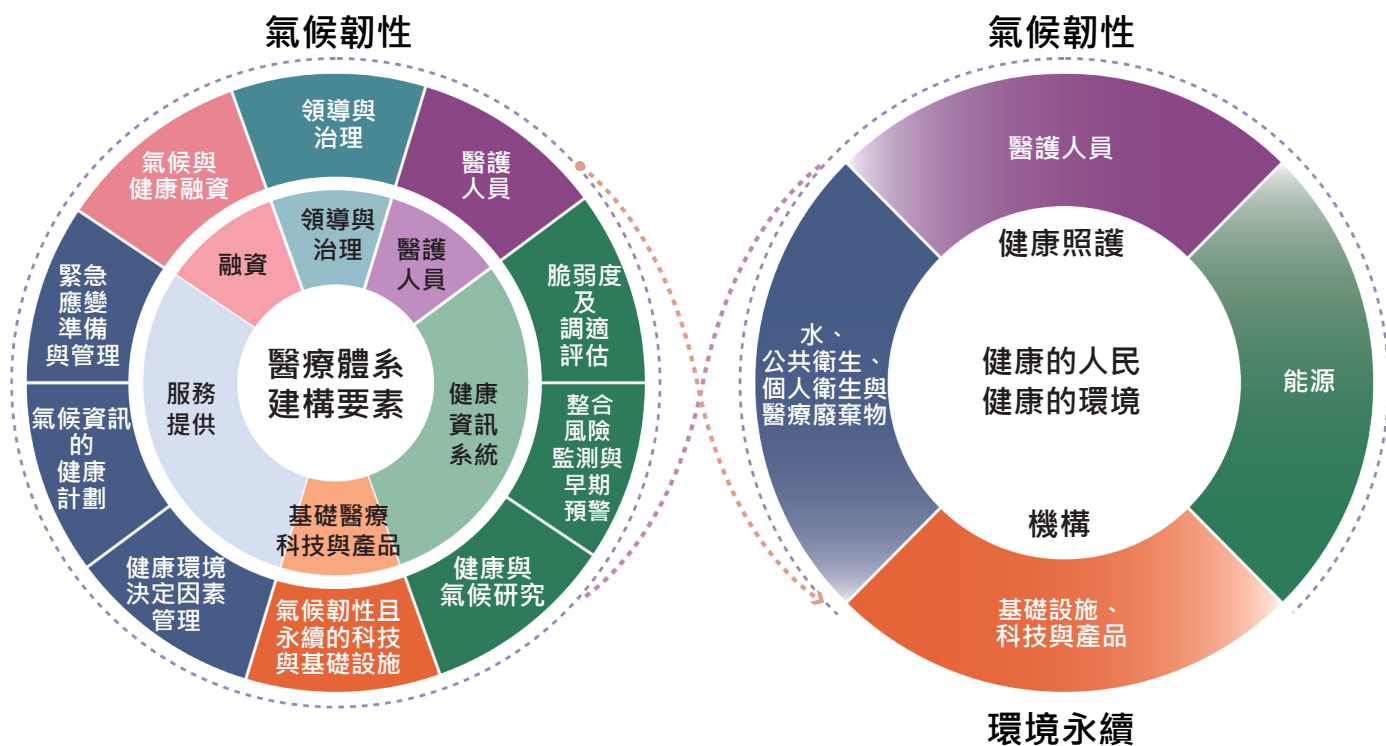 氣候韌性
領導與
治理
醫護
人員
脆弱度
及
調適
評估
整合
風險
監測與
早期
預警
健康與
氣候研究
氣候韌性且
永續的科技
與基礎設施
健康環境
決定因素
管理
氣候資訊
的
健康
計劃
緊急
應變
準備
與管理
氣候與
健康融資
領導與
治理
醫護
人員
健康
資訊
系統
基礎醫療
科技與產品
服務
提供
融資
醫療體系
建構要素
氣候韌性
醫護人員
健康照護
水、
公共衛生、
個人衛生與
醫療廢棄物
健康的人民
健康的環境
能源
機構
基礎設施、
科技與產品
環境永續